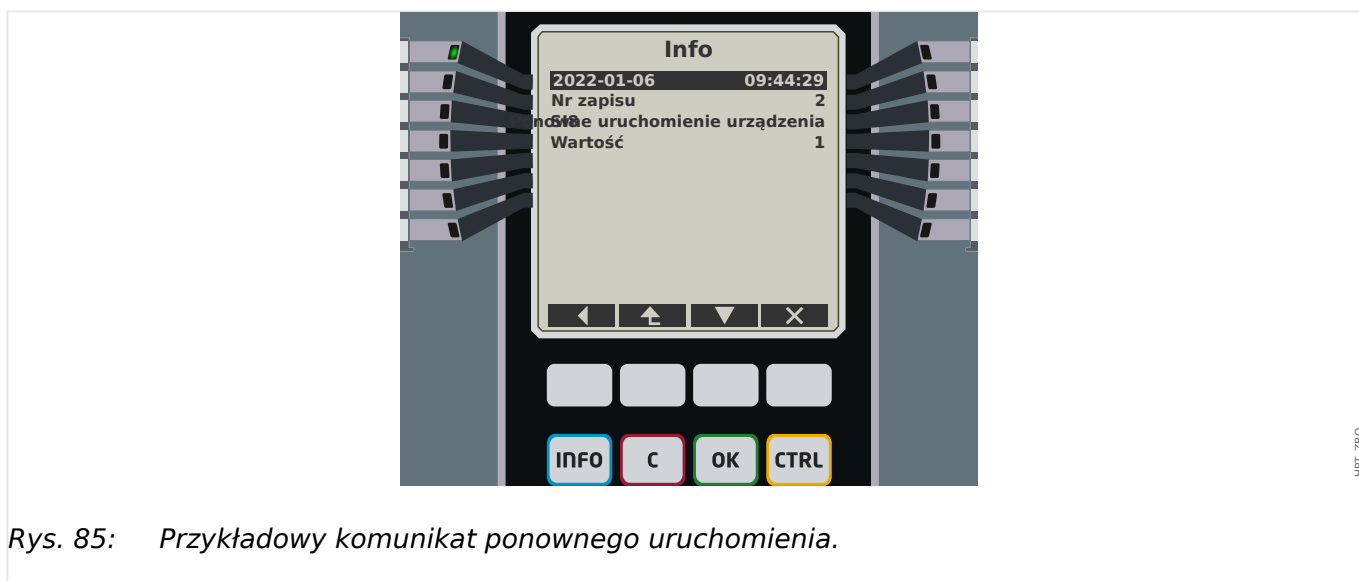 Info
2022-01-06 09:44:29
Nr zapisu 2
uruchomienie urządzenia
Wartość 1
INFO C OK CTRL
Rys. 85: Przykładowy komunikat ponownego uruchomienia.